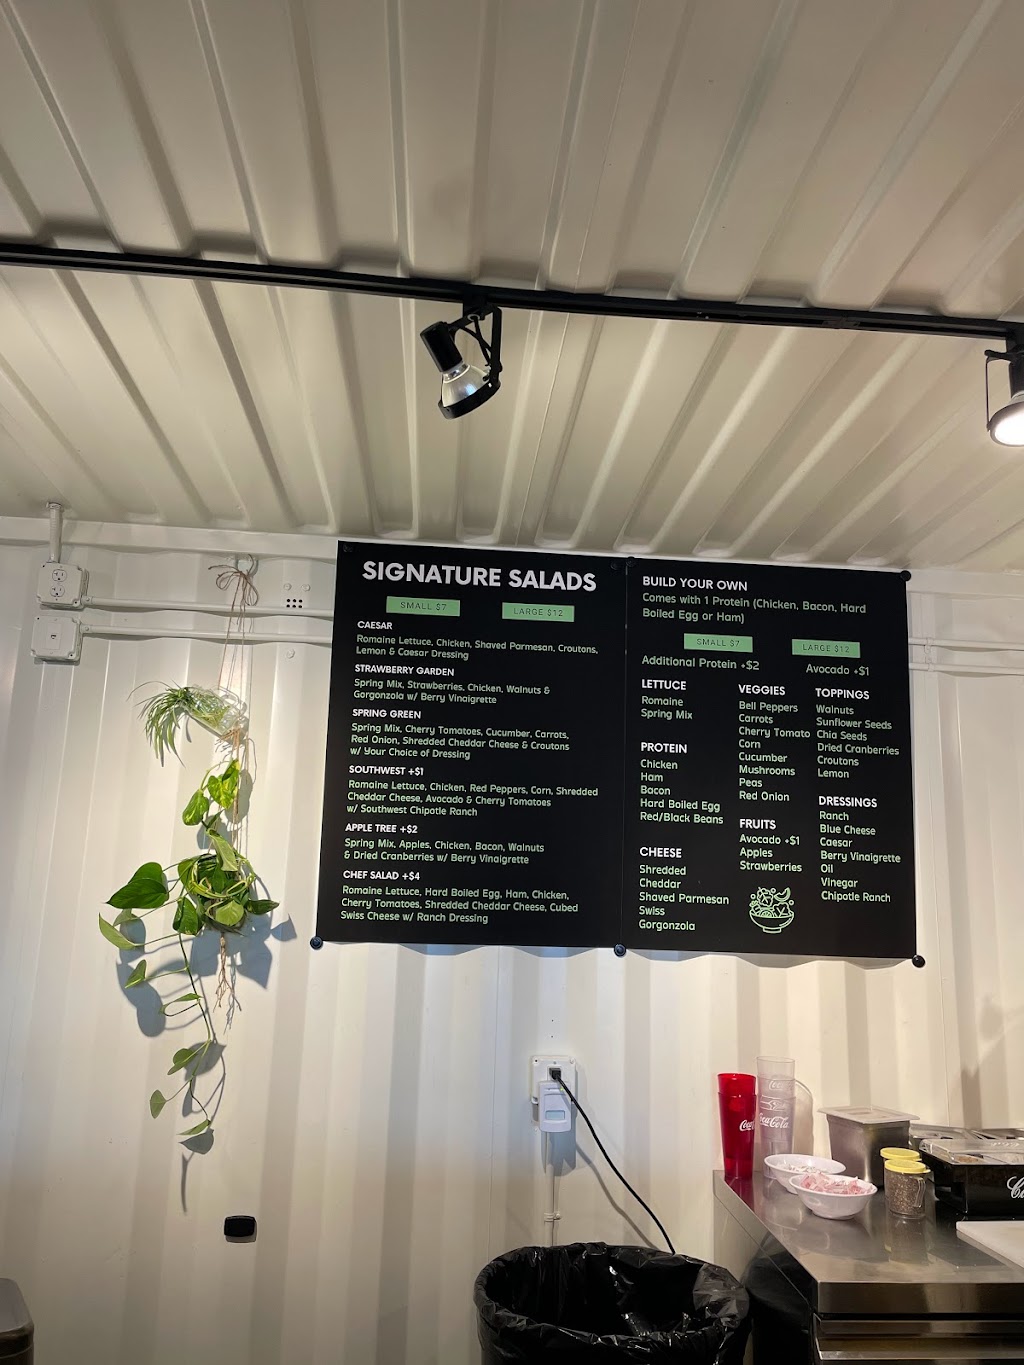 SIGNATURE SALADS
SMALL $7
LARGE $12
CAESAR
Romaine Lettuce, Chicken, Shaved Parmesan, Croutons,
Lemon & Caesar Dressing
STRAWBERRY GARDEN
Spring Mix, Strawberries, Chicken, Walnuts &
Gorgonzola w/ Berry Vinaigrette
SPRING GREEN
Spring Mix, Cherry Tomatoes, Cucumber, Carrots,
Red Onion, Shredded Cheddar Cheese & Croutons
w/ Your Choice of Dressing
SOUTHWEST +$1
Romaine Lettuce, Chicken, Red Peppers, Corn, Shredded
Cheddar Cheese, Avocado & Cherry Tomatoes
w/ Southwest Chipotle Ranch
APPLE TREE +$2
Spring Mix, Apples, Chicken, Bacon, Walnuts
& Dried Cranberries w/ Berry Vinaigrette
CHEF SALAD +$4
Romaine Lettuce, Hard Boiled Egg, Ham, Chicken,
Cherry Tomatoes, Shredded Cheddar Cheese, Cubed
Swiss Cheese w/ Ranch Dressing
BUILD YOUR OWN
Comes with 1 Protein (Chicken, Bacon, Hard
Boiled Egg or Ham)
SMALL $7
LARGE $12
Additional Protein +$2
Avocado +$1
LETTUCE
Romaine
Spring Mix
PROTEIN
Chicken
Ham
Bacon
Hard Boiled Egg
Red/Black Beans
CHEESE
Shredded
Cheddar
Shaved Parmesan
Swiss
Gorgonzola
VEGGIES
Bell Peppers
Carrots
Cherry Tomato
Corn
Cucumber
Mushrooms
Peas
Red Onion
FRUITS
Avocado +$1
Apples
Strawberries
TOPPINGS
Walnuts
Sunflower Seeds
Chia Seeds
Dried Cranberries
Croutons
Lemon
DRESSINGS
Ranch
Blue Cheese
Caesar
Berry Vinaigrette
Oil
Vinegar
Chipotle Ranch
Coca-Cola